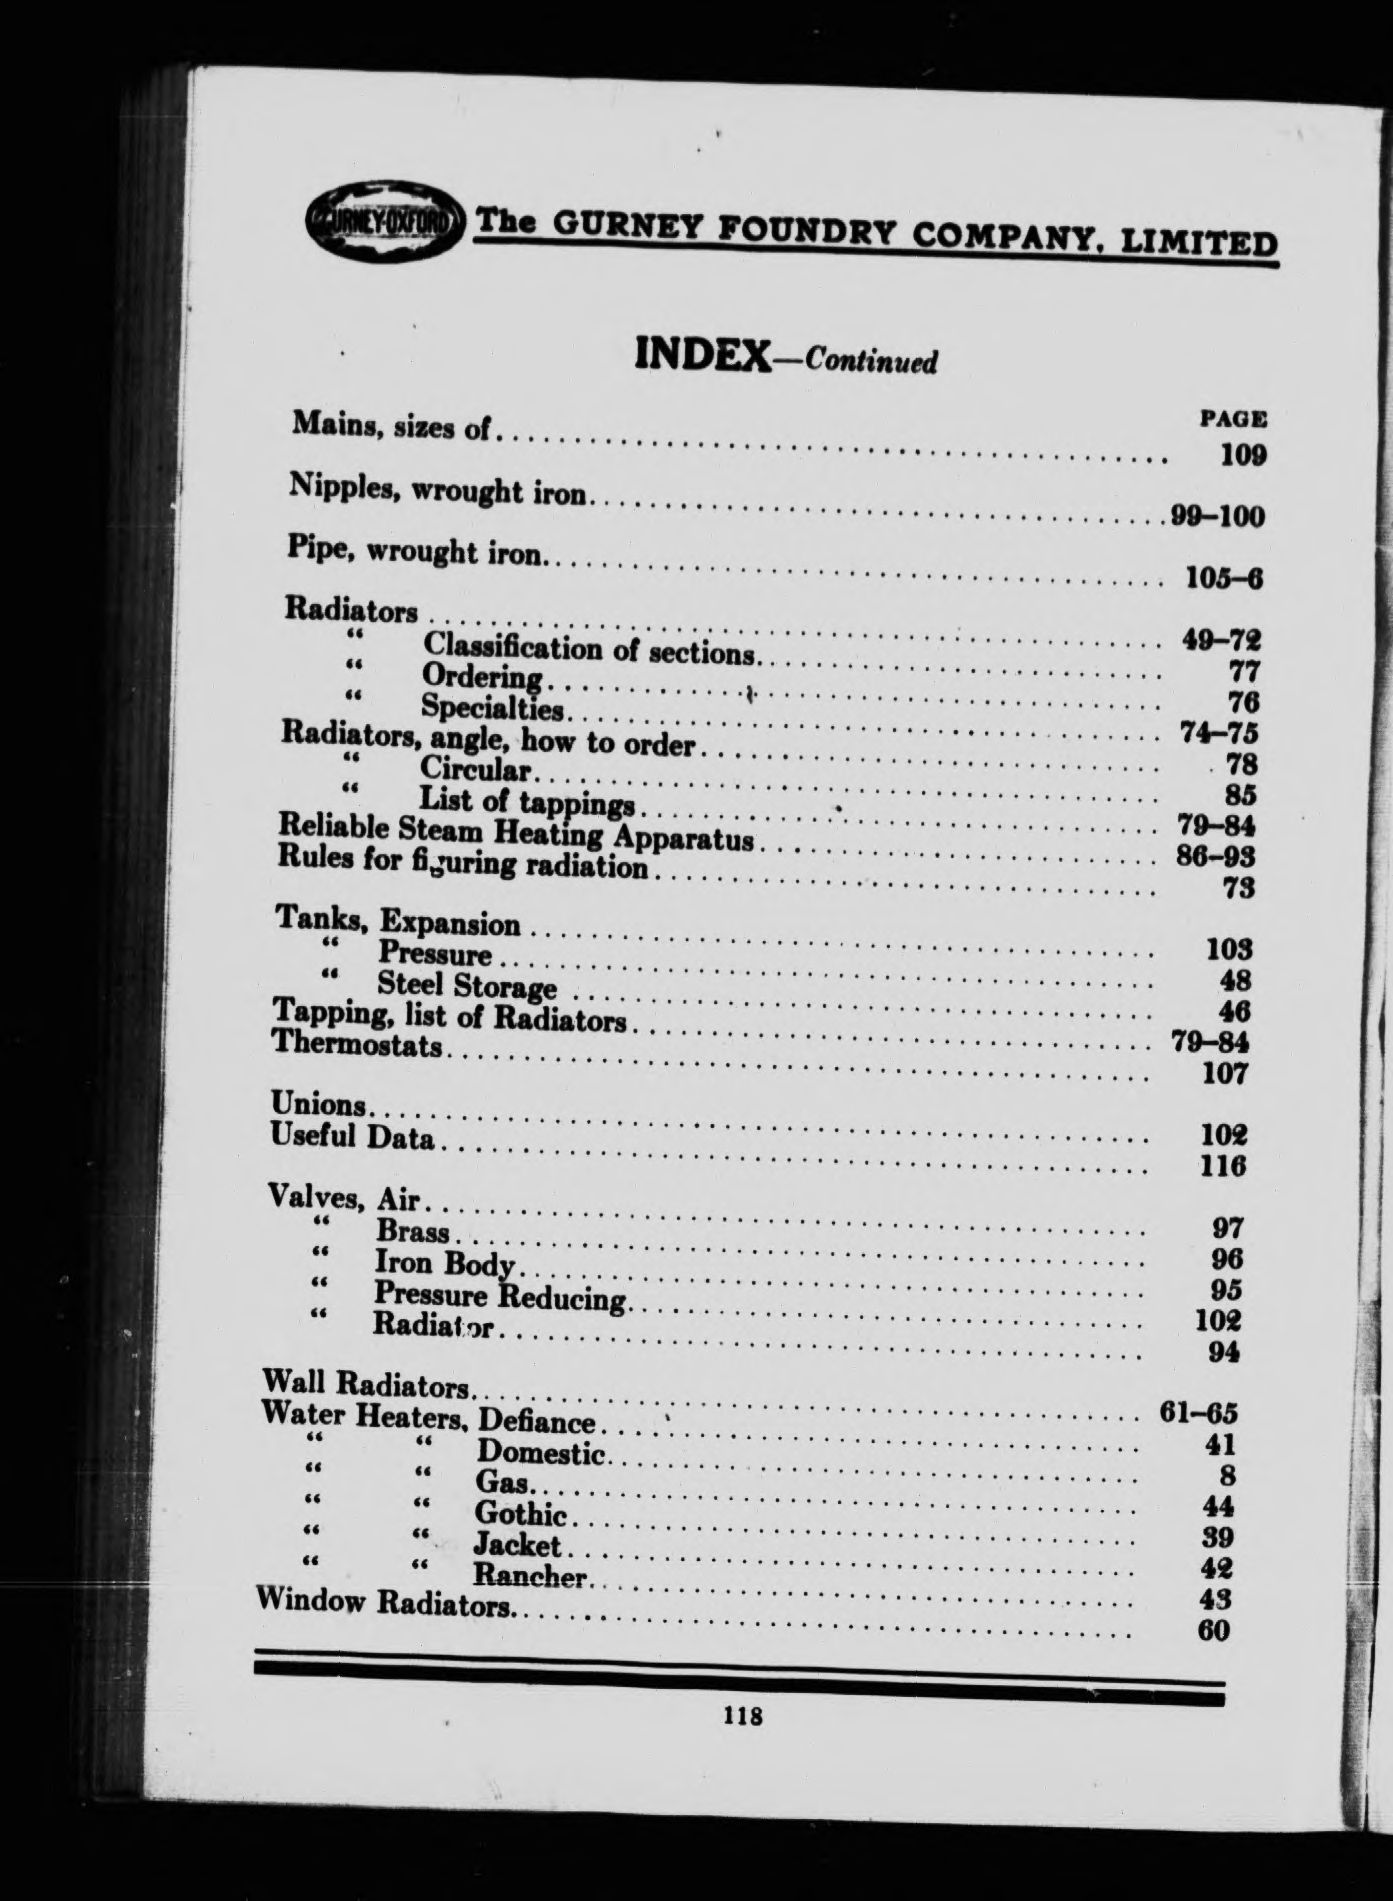 GURNEY-OXFORD The GURNEY FOUNDRY COMPANY, LIMITED
INDEX—Continued
PAGE
Mains, sizes of........................................ 109
Nipples, wrought iron........................................ 99–100
Pipe, wrought iron........................................ 105–6
Radiators ........................................ 49–72
“ Classification of sections........................................ 77
“ Ordering........................................ 76
“ Specialties........................................ 74–75
Radiators, angle, how to order........................................ 78
“ Circular........................................ 85
“ List of tappings........................................ 79–84
Reliable Steam Heating Apparatus........................................ 86–93
Rules for figuring radiation........................................ 73
Tanks, Expansion ........................................ 103
“ Pressure ........................................ 48
“ Steel Storage ........................................ 46
Tapping, list of Radiators........................................ 79–84
Thermostats........................................ 107
Unions........................................ 102
Useful Data........................................ 116
Valves, Air........................................ 97
“ Brass........................................ 96
“ Iron Body........................................ 95
“ Pressure Reducing........................................ 102
“ Radiator........................................ 94
Wall Radiators........................................ 61–65
Water Heaters, Defiance........................................ 41
“ “ Domestic........................................ 8
“ “ Gas........................................ 44
“ “ Gothic........................................ 39
“ “ Jacket........................................ 42
“ “ Rancher........................................ 43
Window Radiators........................................ 60
118